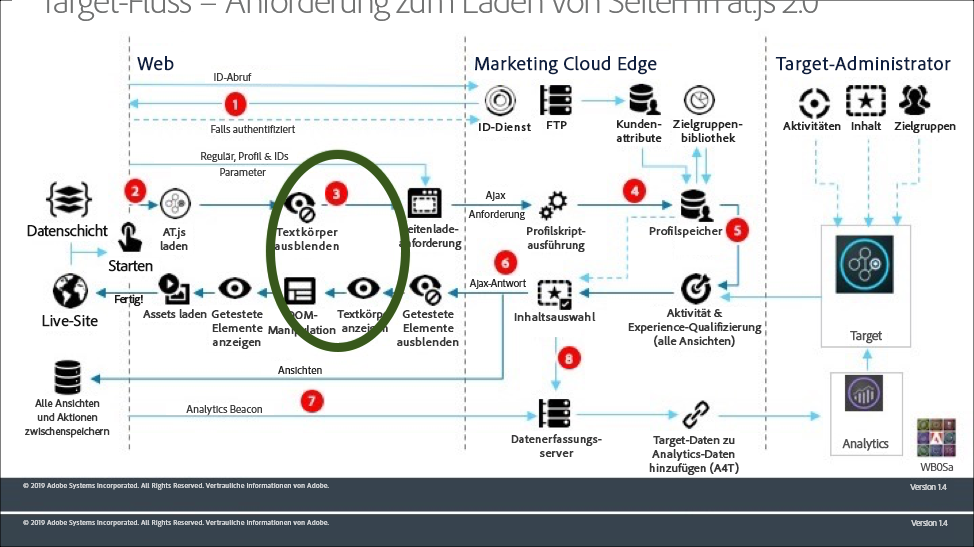 Target-Fluss – Anforderung zum Laden von Seiten in at.js 2.0
Web
Marketing Cloud Edge
Target-Administrator
ID-Abruf
1
Falls authentifiziert
ID-Dienst
FTP
Kunden-
attribute
Zielgruppen-
bibliothek
Aktivitäten
Inhalt
Zielgruppen
Regulär, Profil & IDs
Parameter
2
3
4
5
Datenschicht
AT.js
laden
Textkörper
ausblenden
eitenlade-
anforderung
Ajax
Anforderung
Profilskript-
ausführung
Profilspeicher
Starten
6
Ajax-Antwort
Fertig!
Live-Site
Assets laden
Getestete
Elemente
anzeigen
DOM-
Manipulation
Textkörp
anzeigen
Getestete
Elemente
ausblenden
Inhaltsauswahl
Aktivität &
Experience-Qualifizierung
(alle Ansichten)
Target
8
Ansichten
Alle Ansichten
und Aktionen
zwischenspeichern
7
Analytics Beacon
Datenerfassungs-
server
Target-Daten zu
Analytics-Daten
hinzufügen (A4T)
Analytics
WB0Sa
© 2019 Adobe Systems Incorporated. All Rights Reserved. Vertrauliche Informationen von Adobe.
Version 1.4
© 2019 Adobe Systems Incorporated. All Rights Reserved. Vertrauliche Informationen von Adobe.
Version 1.4